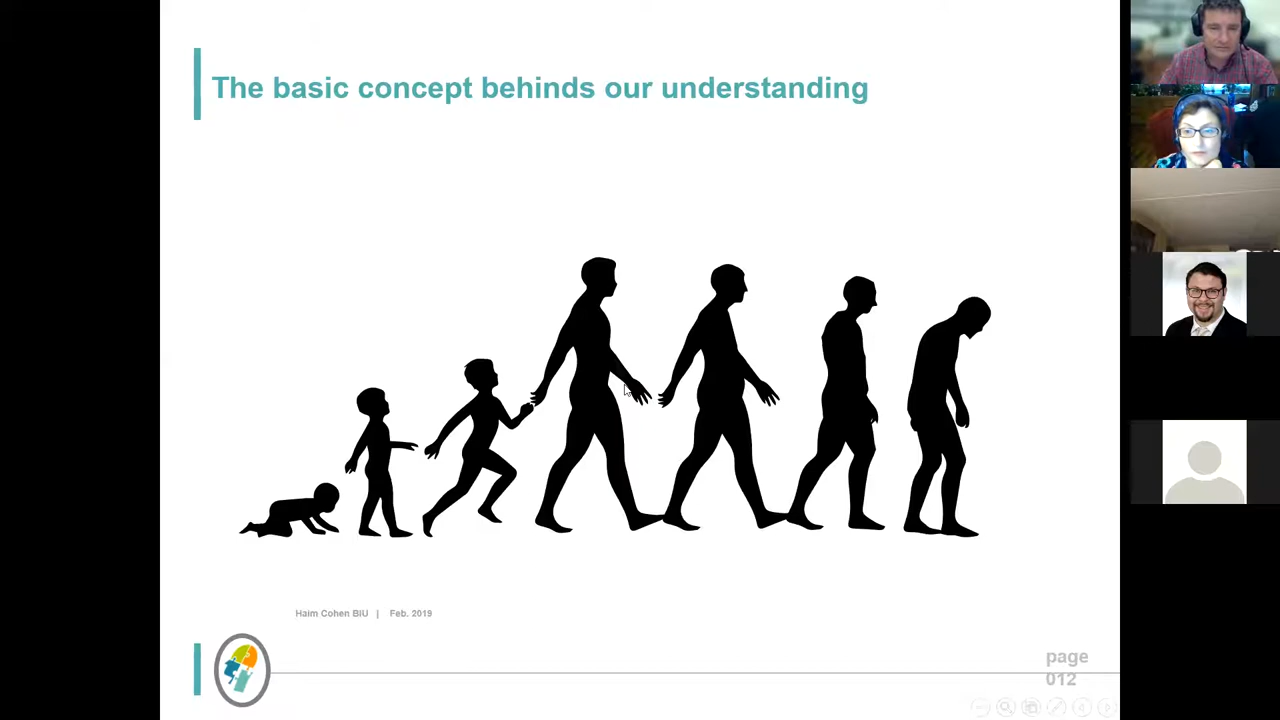 The basic concept behinds our understanding
Haim Cohen BIU | Feb. 2019
page
012